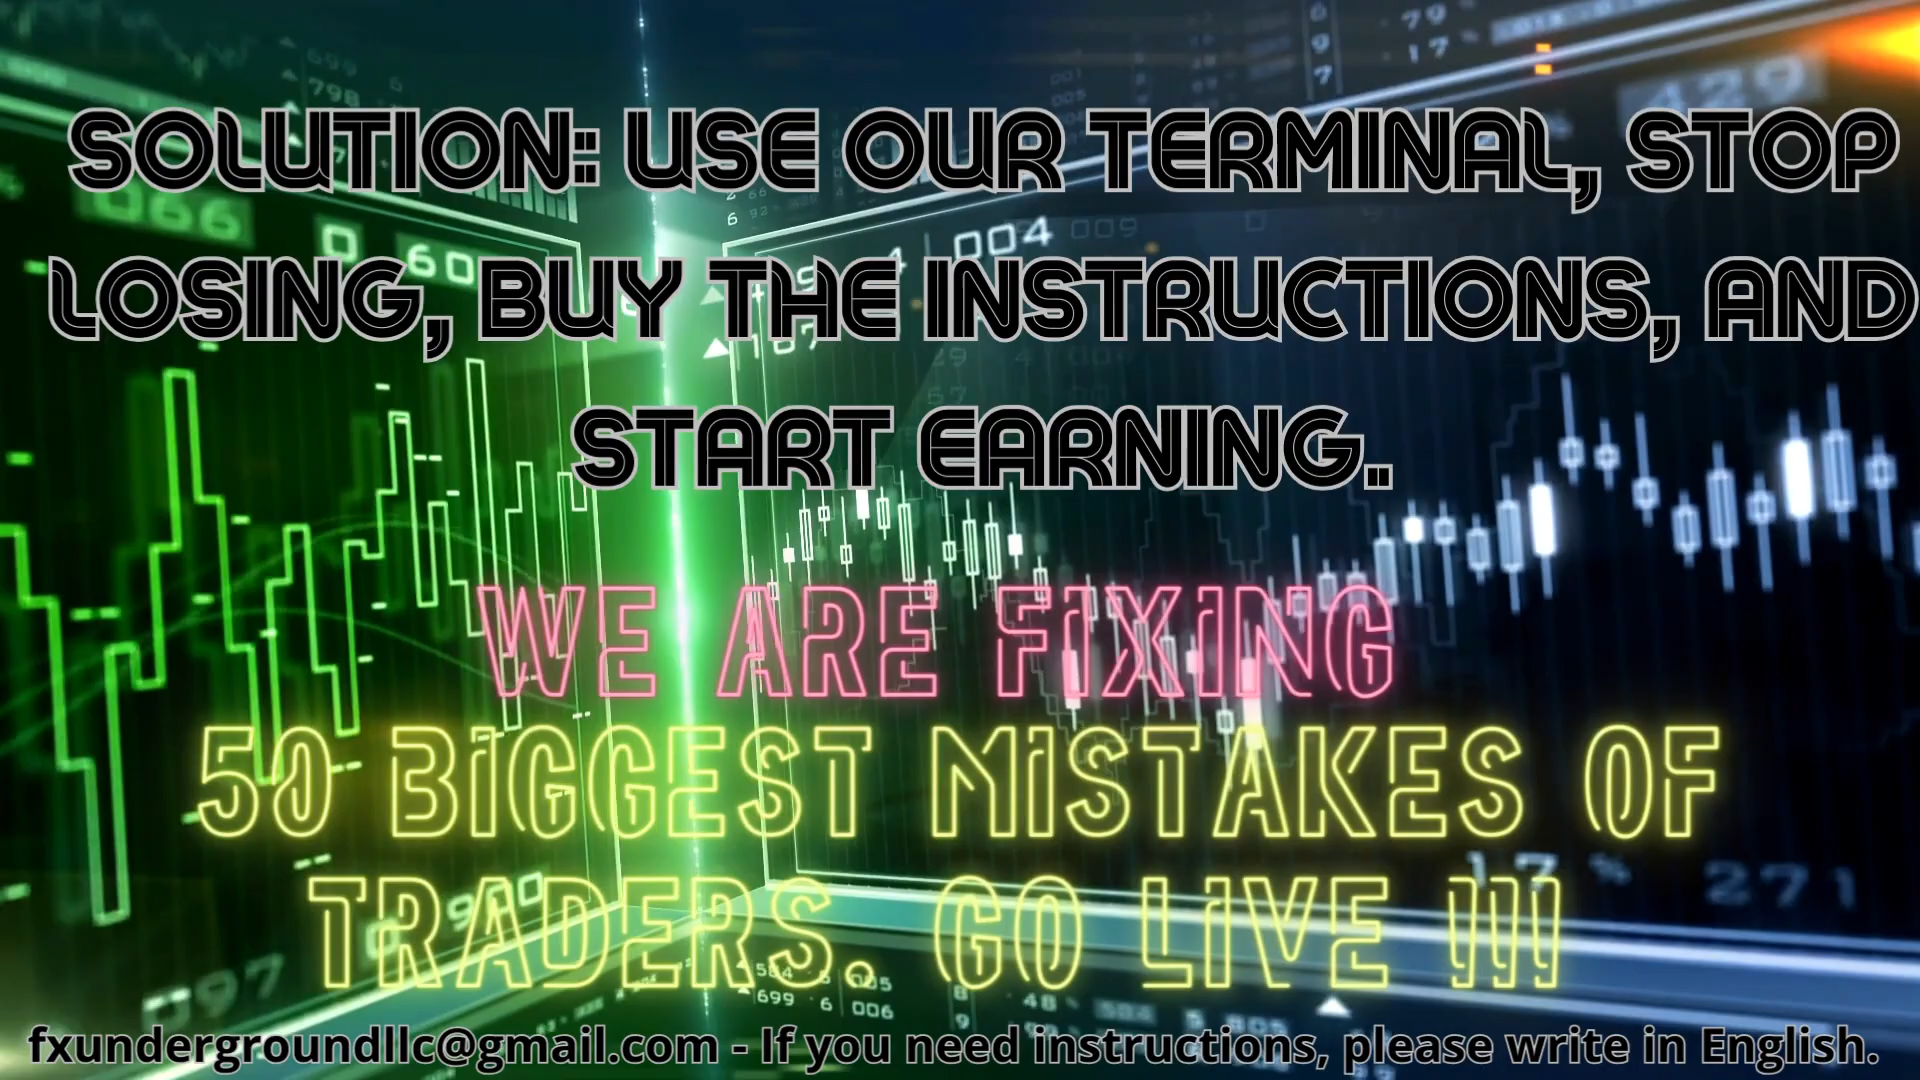 SOLUTION: USE OUR TERMINAL, STOP
LOSING, BUY THE INSTRUCTIONS, AND
START EARNING.
WE ARE FIXING
50 BIGGEST MISTAKES OF
TRADERS. GO LIVE !!!
fxundergroundllc@gmail.com - If you need instructions, please write in English.